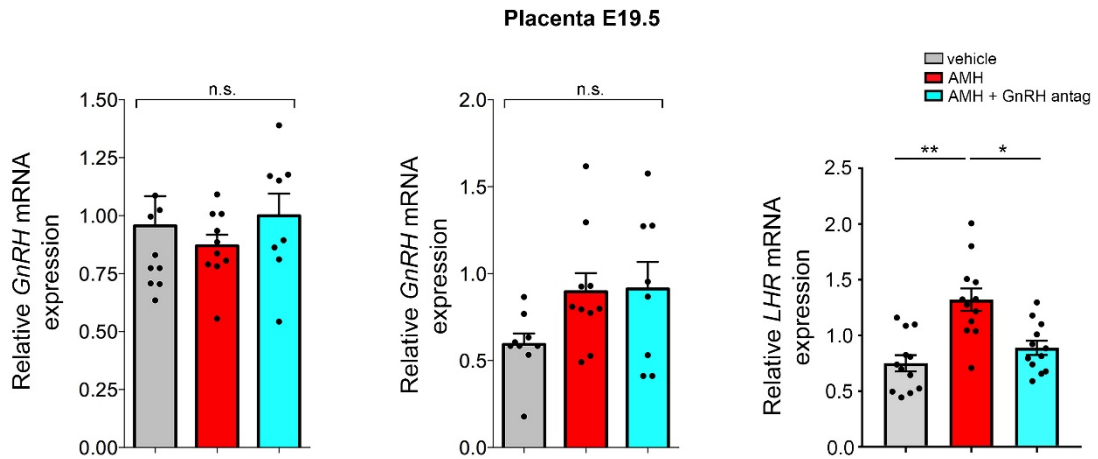 Placenta E19.5
vehicle
AMH
AMH + GnRH antag
n.s.
1.50
1.25
1.00
0.75
0.50
0.25
0.00
Relative GnRH mRNA
expression
n.s.
2.0
1.5
1.0
0.5
0.0
Relative GnRH mRNA
expression
** *
2.5
2.0
1.5
1.0
0.5
0.0
Relative LHR mRNA
expression